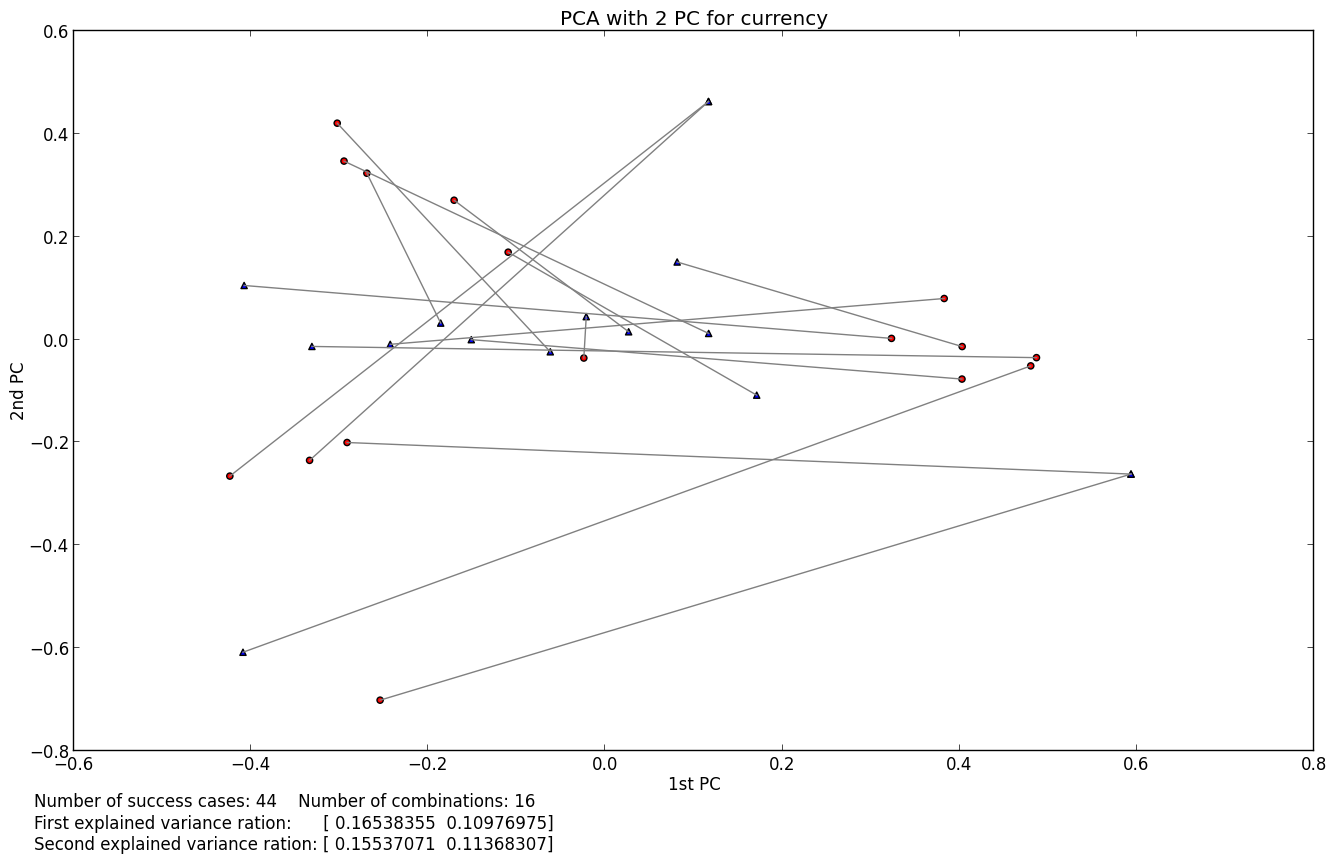 PCA with 2 PC for currency
0.6
0.4
0.2
0.0
−0.2
−0.4
−0.6
−0.8
2nd PC
−0.6 −0.4 −0.2 0.0 0.2 0.4 0.6 0.8
1st PC
Number of success cases: 44 Number of combinations: 16
First explained variance ration: [ 0.16538355 0.10976975]
Second explained variance ration: [ 0.15537071 0.11368307]